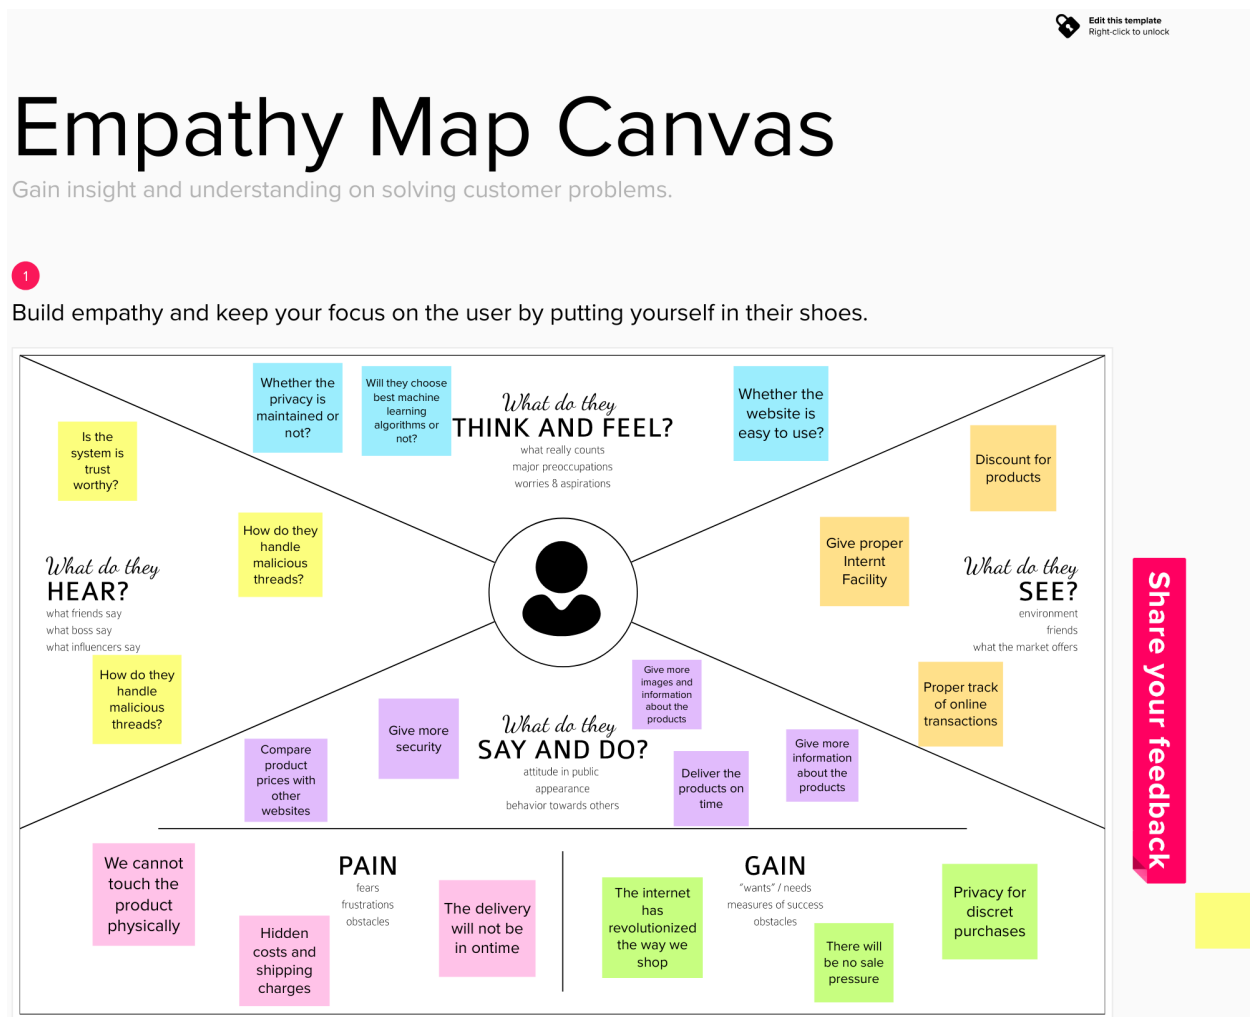 Edit this template
Right-click to unlock
Empathy Map Canvas
Gain insight and understanding on solving customer problems.
1
Build empathy and keep your focus on the user by putting yourself in their shoes.
Whether the
privacy is
maintained or
not?
Will they choose
best machine
learning
algorithms or
not?
What do they
THINK AND FEEL?
what really counts
major preoccupations
worries & aspirations
Whether the
website is
easy to use?
Is the
system is
trust
worthy?
How do they
handle
malicious
threads?
What do they
HEAR?
what friends say
what boss say
what influencers say
How do they
handle
malicious
threads?
Discount for
products
Give proper
Internt
Facility
What do they
SEE?
environment
friends
what the market offers
Proper track
of online
transactions
Give more
security
Compare
product
prices with
other
websites
What do they
SAY AND DO?
attitude in public
appearance
behavior towards others
Give more
images and
information
about the
products
Deliver the
products on
time
Give more
information
about the
products
Share your feedback
We cannot
touch the
product
physically
Hidden
costs and
shipping
charges
PAIN
fears
frustrations
obstacles
The delivery
will not be
in ontime
The internet
has
revolutionized
the way we
shop
GAIN
“wants” / needs
measures of success
obstacles
There will
be no sale
pressure
Privacy for
discret
purchases